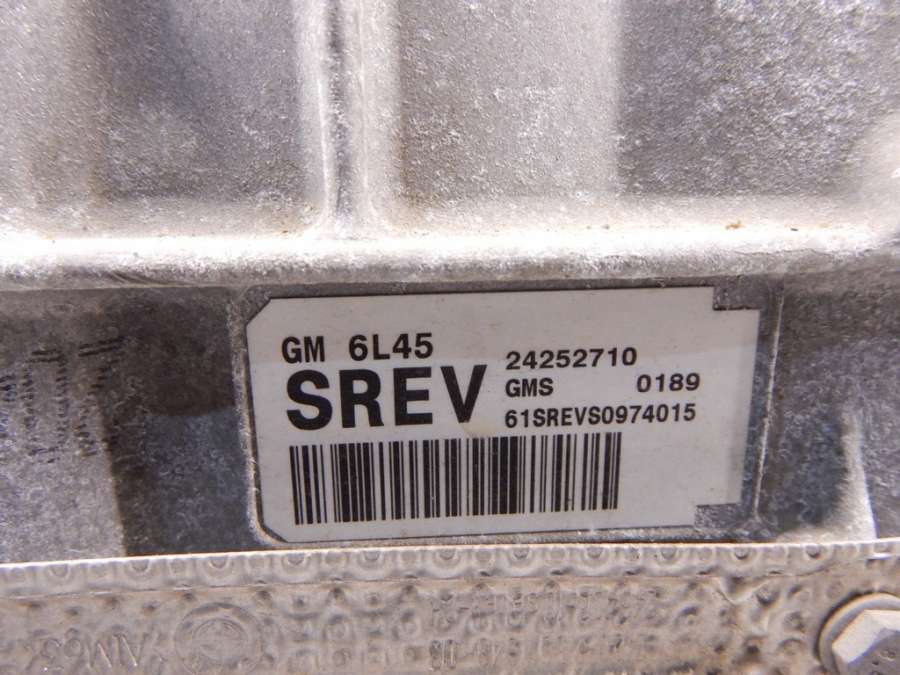 GM 6L45
SREV
24252710
GMS 0189
61SREVS0974015